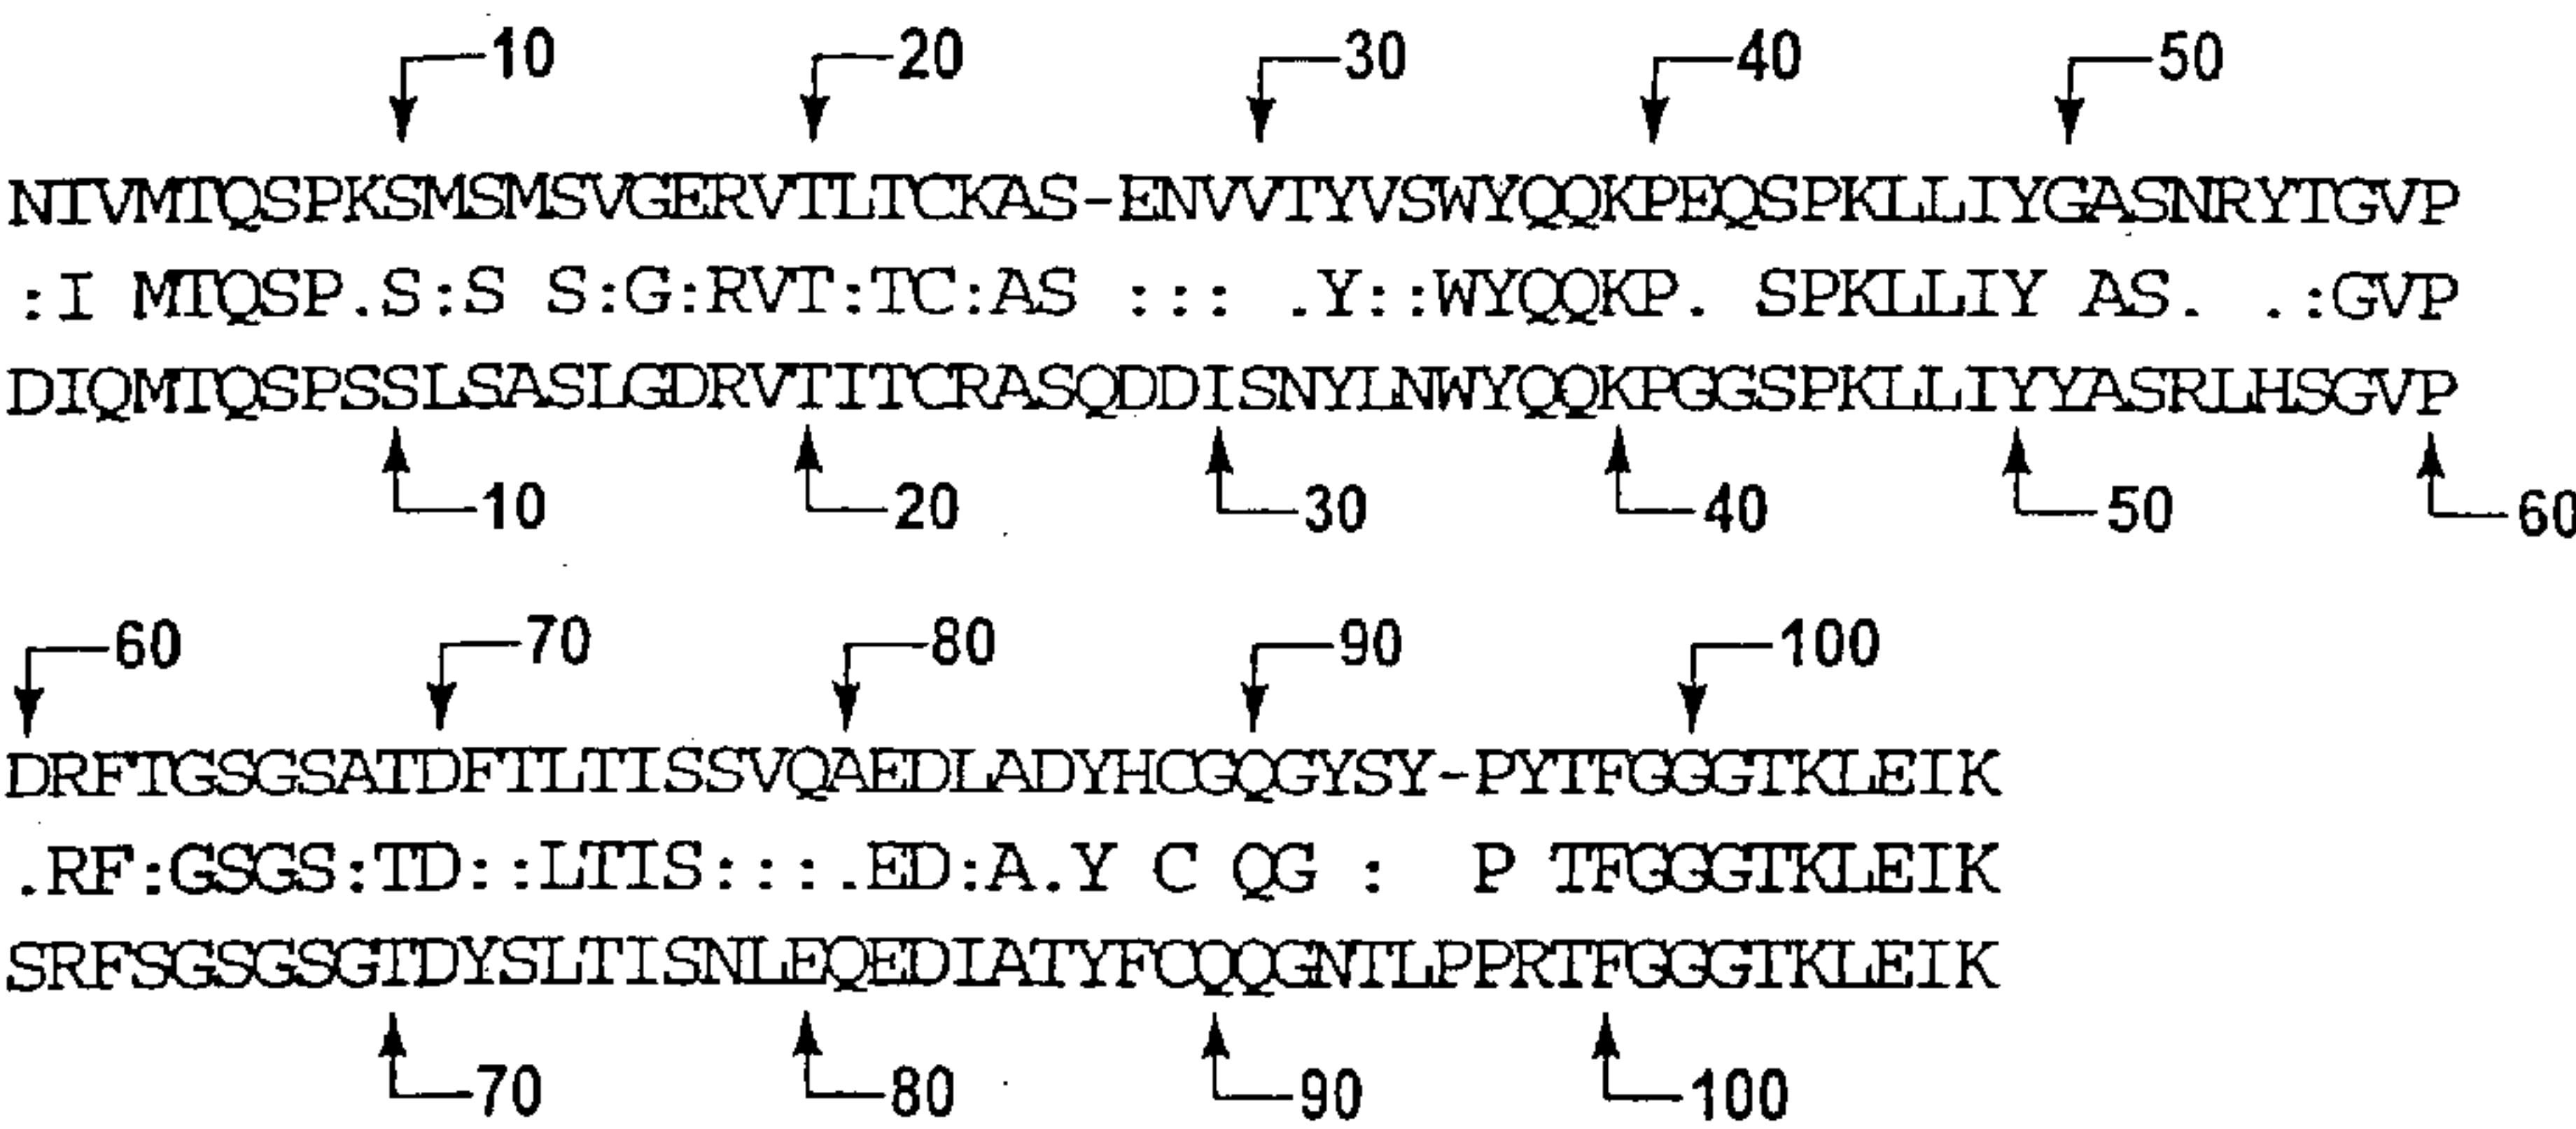 10 20 30 40 50
NIVMTQSPKSMSMSVGERVTLTCKAS-ENVVTYVSWYQQKPEQSPKLLIYGASNRYTGVP
:I MTQSP.S:S S:G:RVT:TC:AS ::: .Y::WYQQKP. SPKLLIY AS. .:GVP
DIQMTQSPSSLSASLGDRVTITCRASQDDISNYLNWYQQKPGGSPKLLIYYASRLHSGVP
10 20 30 40 50 60
60 70 80 90 100
DRFTGSGSATDFTLTISSVQAEDLADYHCGQGYSY-PYTFGGGTKLEIK
.RF:GSGS:TD::LTIS:::.ED:A.Y C QG : P TFGGGTKLEIK
SRFSGSGSGTDYSLTISNLEQEDIATYFCQQGNTLPPRTFGGGTKLEIK
70 80 90 100